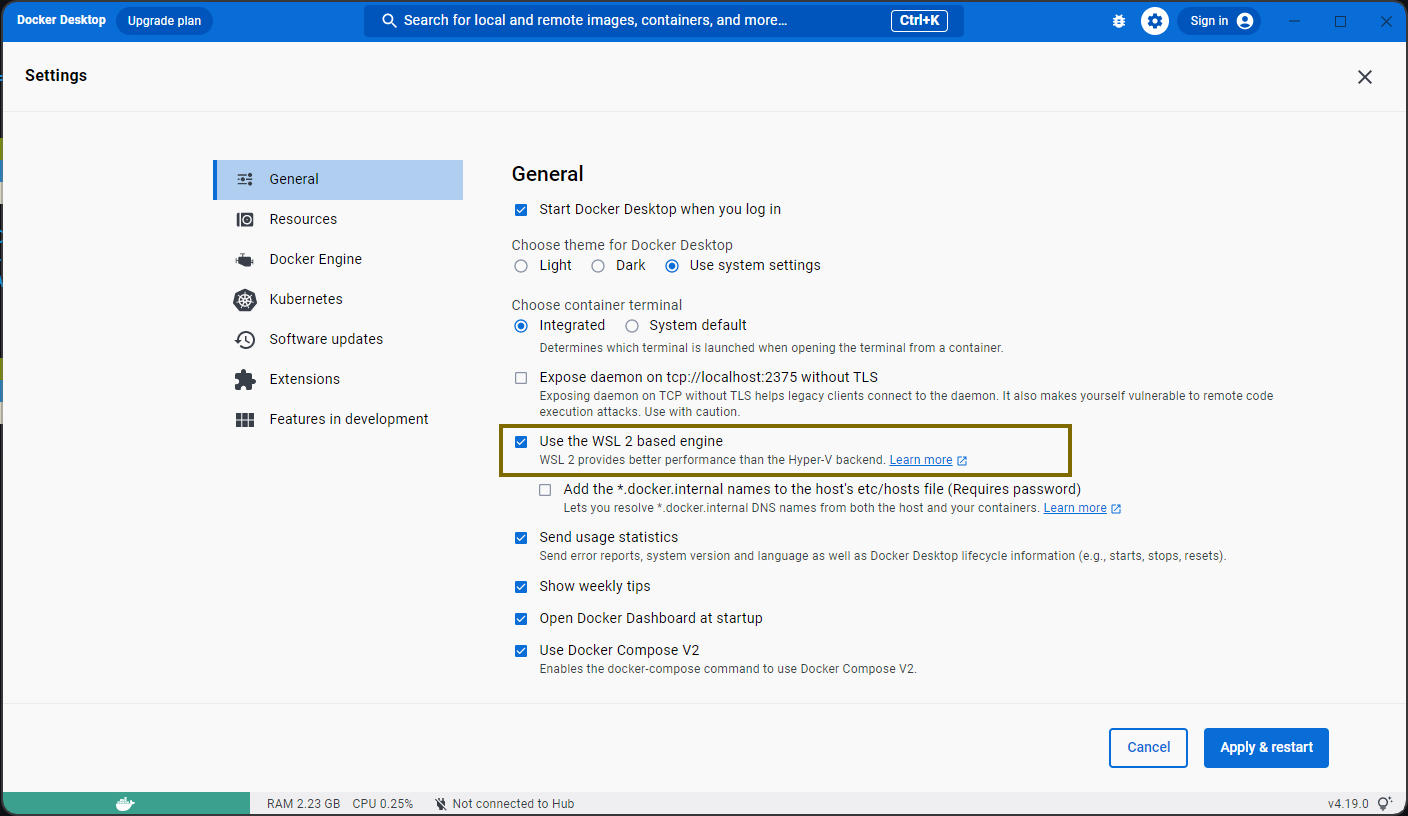 Docker Desktop Upgrade plan Search for local and remote images, containers, and more... Ctrl+K Sign in
Settings
General
Resources
Docker Engine
Kubernetes
Software updates
Extensions
Features in development
General
Start Docker Desktop when you log in
Choose theme for Docker Desktop
Light Dark Use system settings
Choose container terminal
Integrated System default
Determines which terminal is launched when opening the terminal from a container.
Expose daemon on tcp://localhost:2375 without TLS
Exposing daemon on TCP without TLS helps legacy clients connect to the daemon. It also makes yourself vulnerable to remote code
execution attacks. Use with caution.
Use the WSL 2 based engine
WSL 2 provides better performance than the Hyper-V backend. Learn more
Add the *.docker.internal names to the host's etc/hosts file (Requires password)
Lets you resolve *.docker.internal DNS names from both the host and your containers. Learn more
Send usage statistics
Send error reports, system version and language as well as Docker Desktop lifecycle information (e.g., starts, stops, resets).
Show weekly tips
Open Docker Dashboard at startup
Use Docker Compose V2
Enables the docker-compose command to use Docker Compose V2.
Cancel Apply & restart
RAM 2.23 GB CPU 0.25% Not connected to Hub v4.19.0